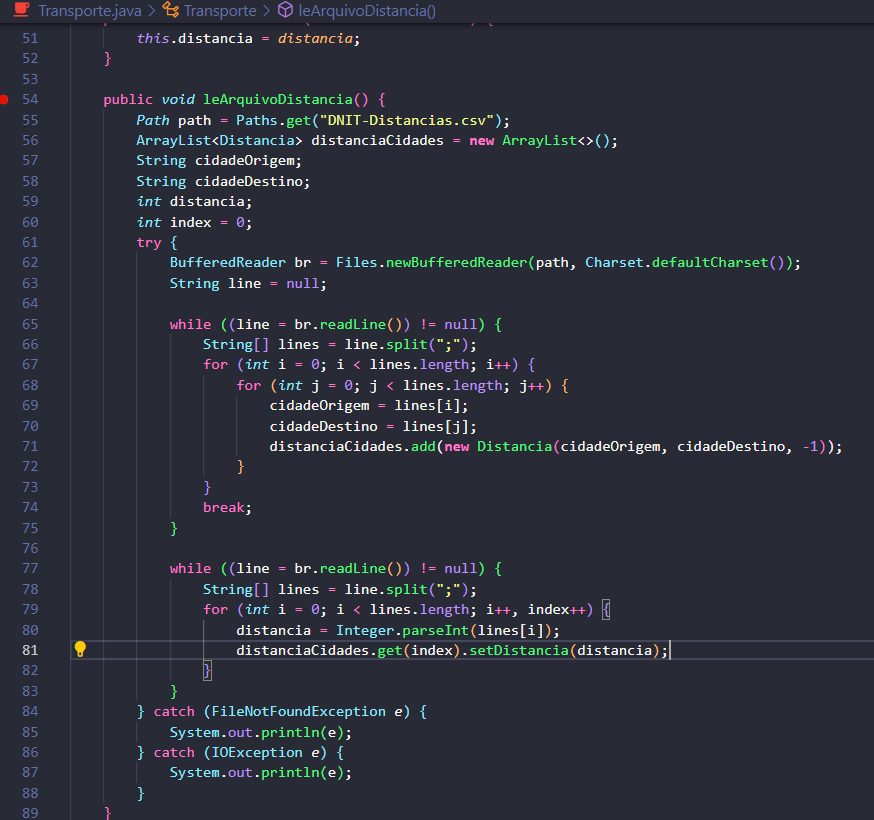 Transporte.java > Transporte > leArquivoDistancia()
51 this.distancia = distancia;
52 }
53
54 public void leArquivoDistancia() {
55 Path path = Paths.get("DNIT-Distancias.csv");
56 ArrayList<Distancia> distanciaCidades = new ArrayList<>();
57 String cidadeOrigem;
58 String cidadeDestino;
59 int distancia;
60 int index = 0;
61 try {
62 BufferedReader br = Files.newBufferedReader(path, Charset.defaultCharset());
63 String line = null;
64
65 while ((line = br.readLine()) != null) {
66 String[] lines = line.split(";");
67 for (int i = 0; i < lines.length; i++) {
68 for (int j = 0; j < lines.length; j++) {
69 cidadeOrigem = lines[i];
70 cidadeDestino = lines[j];
71 distanciaCidades.add(new Distancia(cidadeOrigem, cidadeDestino, -1));
72 }
73 }
74 break;
75 }
76
77 while ((line = br.readLine()) != null) {
78 String[] lines = line.split(";");
79 for (int i = 0; i < lines.length; i++, index++) {
80 distancia = Integer.parseInt(lines[i]);
81 distanciaCidades.get(index).setDistancia(distancia);
82 }
83 }
84 } catch (FileNotFoundException e) {
85 System.out.println(e);
86 } catch (IOException e) {
87 System.out.println(e);
88 }
89 }